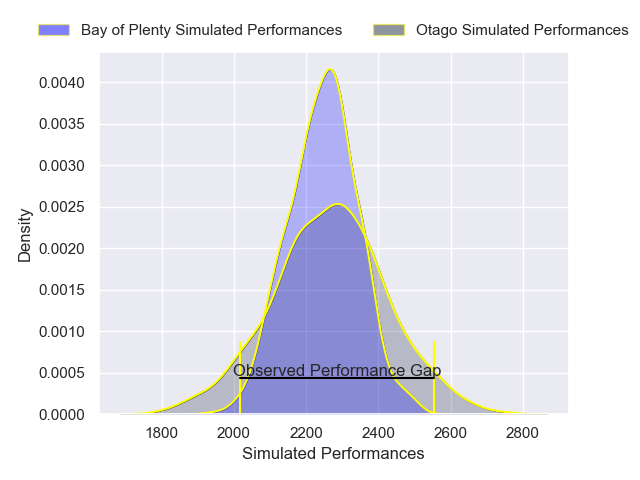 Bay of Plenty Simulated Performances
Otago Simulated Performances
0.0040
0.0035
0.0030
0.0025
0.0020
0.0015
0.0010
0.0005
0.0000
Density
Observed Performance Gap
1800 2000 2200 2400 2600 2800
Simulated Performances